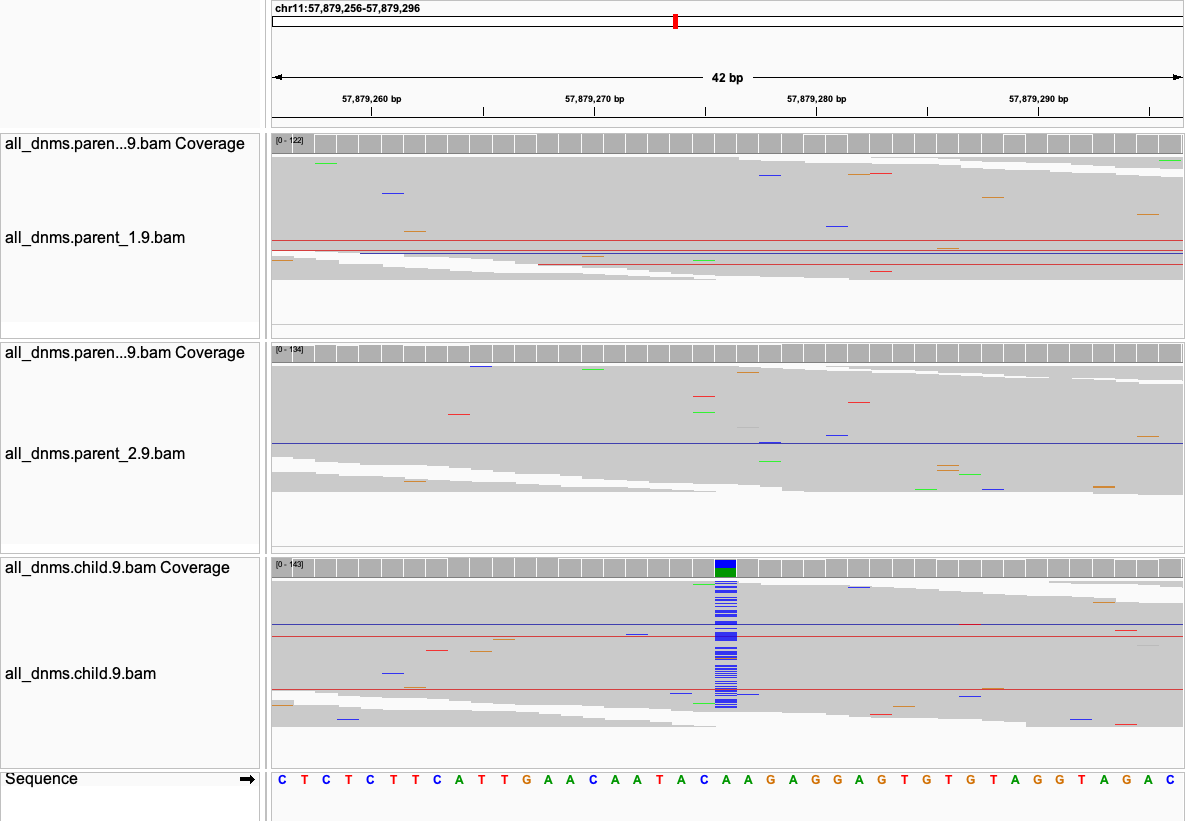 chr11:57,879,256-57,879,296
42 bp
57,879,260 bp 57,879,270 bp 57,879,280 bp 57,879,290 bp
all_dnms.paren...9.bam Coverage
[0 - 122]
all_dnms.parent_1.9.bam
all_dnms.paren...9.bam Coverage
[0 - 134]
all_dnms.parent_2.9.bam
all_dnms.child.9.bam Coverage
[0 - 143]
all_dnms.child.9.bam
Sequence
C T C T C T T C A T T G A A C A A T A C A A G A G G A G T G T G T A G G T A G A C